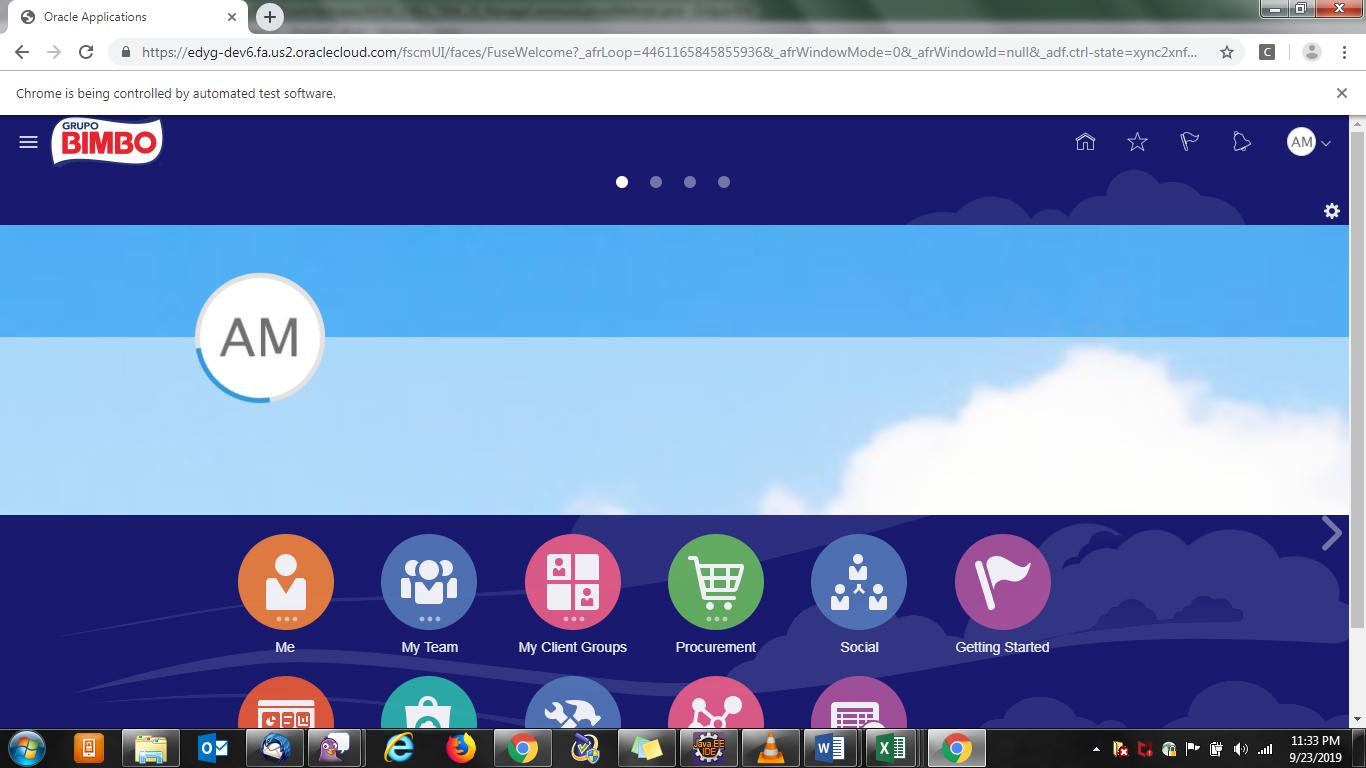 Oracle Applications
https://edyg-dev6.fa.us2.oraclecloud.com/fscmUI/faces/FuseWelcome?_afrLoop=4461165845855936&_afrWindowMode=0&_afrWindowId=null&_adf.ctrl-state=xync2xnf...
C
Chrome is being controlled by automated test software.
GRUPO
BIMBO
AM
AM
Me
My Team
My Client Groups
Procurement
Social
Getting Started
Java EE
IDE
11:33 PM
9/23/2019